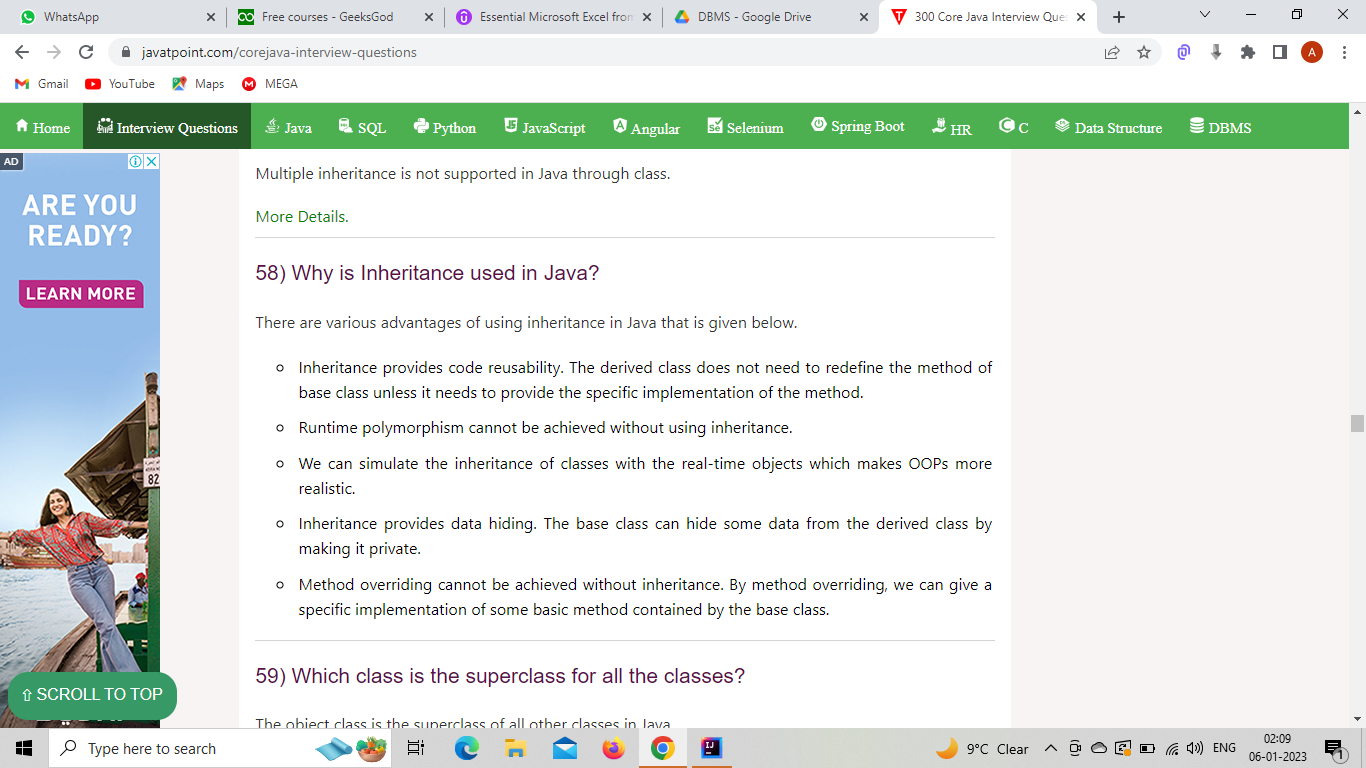 WhatsApp
Free courses - GeeksGod
Essential Microsoft Excel from
DBMS - Google Drive
300 Core Java Interview Que
javatpoint.com/corejava-interview-questions
A
Gmail YouTube Maps MEGA
Home Interview Questions Java SQL Python JavaScript Angular Selenium Spring Boot HR C Data Structure DBMS
AD
ARE YOU
READY?
LEARN MORE
82
SCROLL TO TOP
Multiple inheritance is not supported in Java through class.
More Details.
58) Why is Inheritance used in Java?
There are various advantages of using inheritance in Java that is given below.
Inheritance provides code reusability. The derived class does not need to redefine the method of
base class unless it needs to provide the specific implementation of the method.
Runtime polymorphism cannot be achieved without using inheritance.
We can simulate the inheritance of classes with the real-time objects which makes OOPs more
realistic.
Inheritance provides data hiding. The base class can hide some data from the derived class by
making it private.
Method overriding cannot be achieved without inheritance. By method overriding, we can give a
specific implementation of some basic method contained by the base class.
59) Which class is the superclass for all the classes?
The object class is the superclass of all other classes in Java.
Type here to search
9°C Clear
ENG
02:09
06-01-2023
1